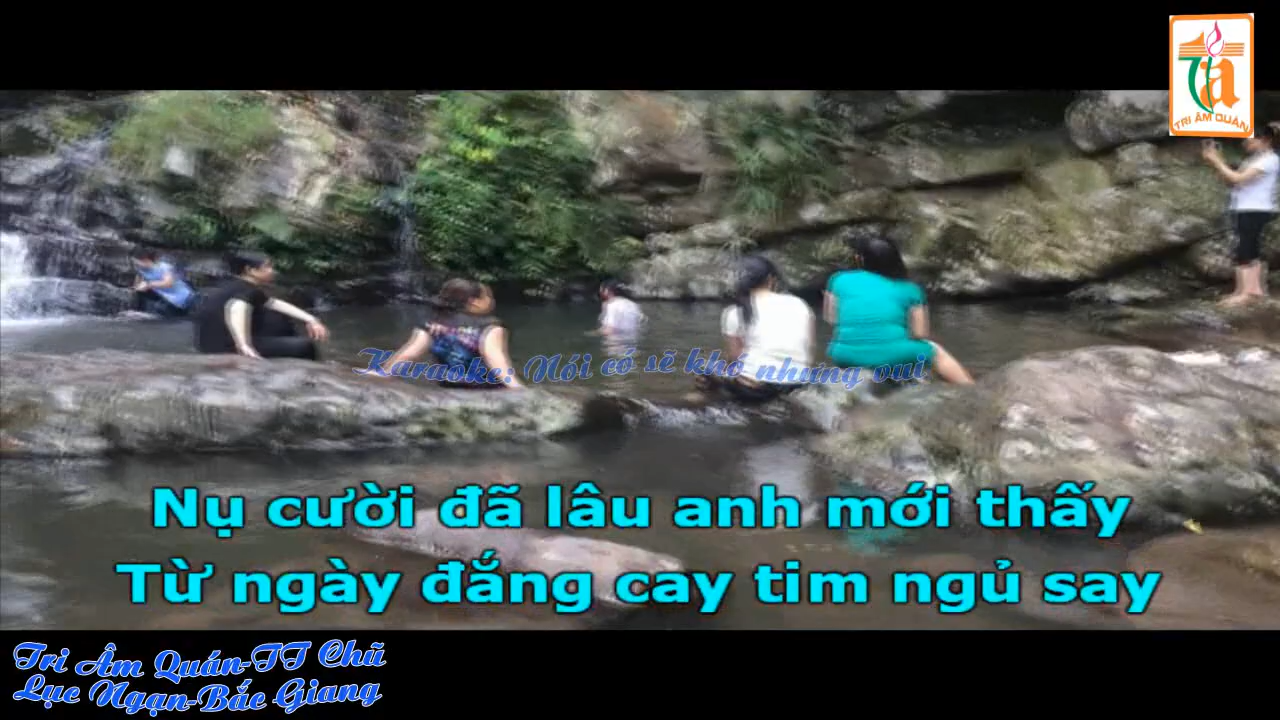 TRI ÂM QUÁN
Karaoke: Nói có sẽ khó nhưng vui
Nụ cười đã lâu anh mới thấy
Từ ngày đắng cay tim ngủ say
Tri Âm Quán-TT Chũ
Lục Ngạn-Bắc Giang